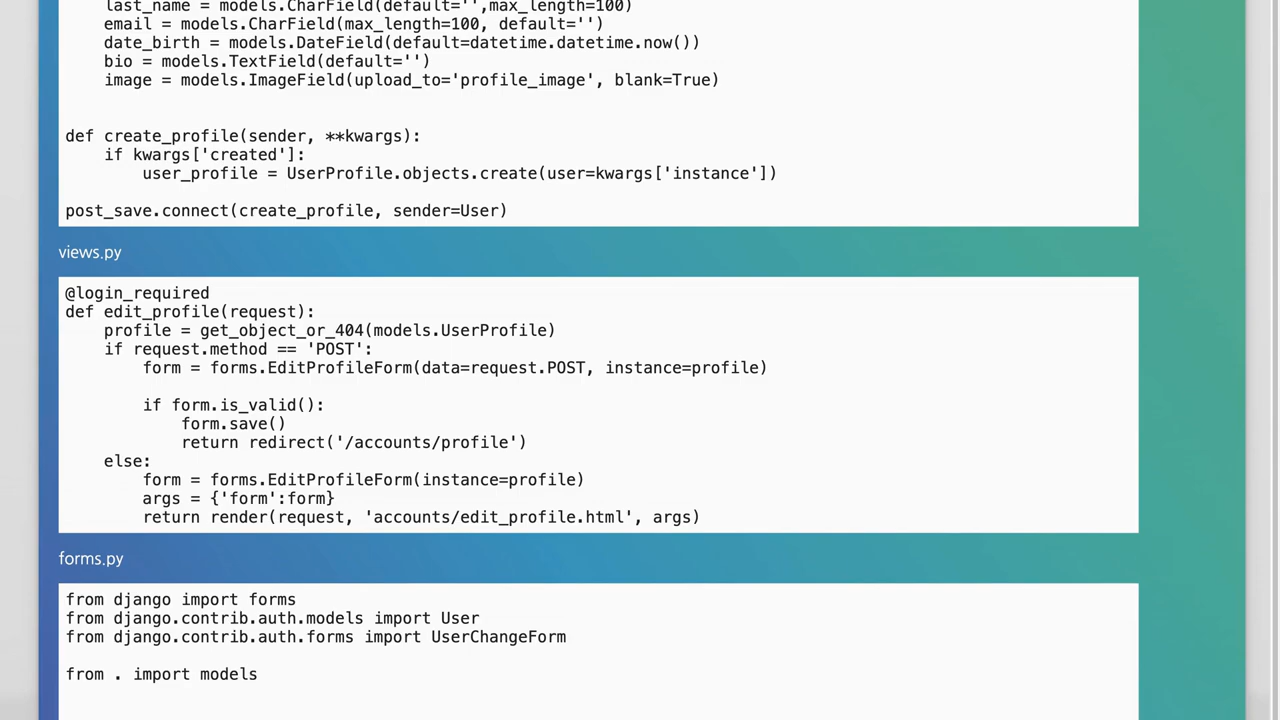 last_name = models.CharField(default='',max_length=100)
    email = models.CharField(max_length=100, default='')
    date_birth = models.DateField(default=datetime.datetime.now())
    bio = models.TextField(default='')
    image = models.ImageField(upload_to='profile_image', blank=True)
def create_profile(sender, **kwargs):
    if kwargs['created']:
        user_profile = UserProfile.objects.create(user=kwargs['instance'])
post_save.connect(create_profile, sender=User)
views.py
@login_required
def edit_profile(request):
    profile = get_object_or_404(models.UserProfile)
    if request.method == 'POST':
        form = forms.EditProfileForm(data=request.POST, instance=profile)
        if form.is_valid():
            form.save()
            return redirect('/accounts/profile')
    else:
        form = forms.EditProfileForm(instance=profile)
        args = {'form':form}
        return render(request, 'accounts/edit_profile.html', args)
forms.py
from django import forms
from django.contrib.auth.models import User
from django.contrib.auth.forms import UserChangeForm
from . import models